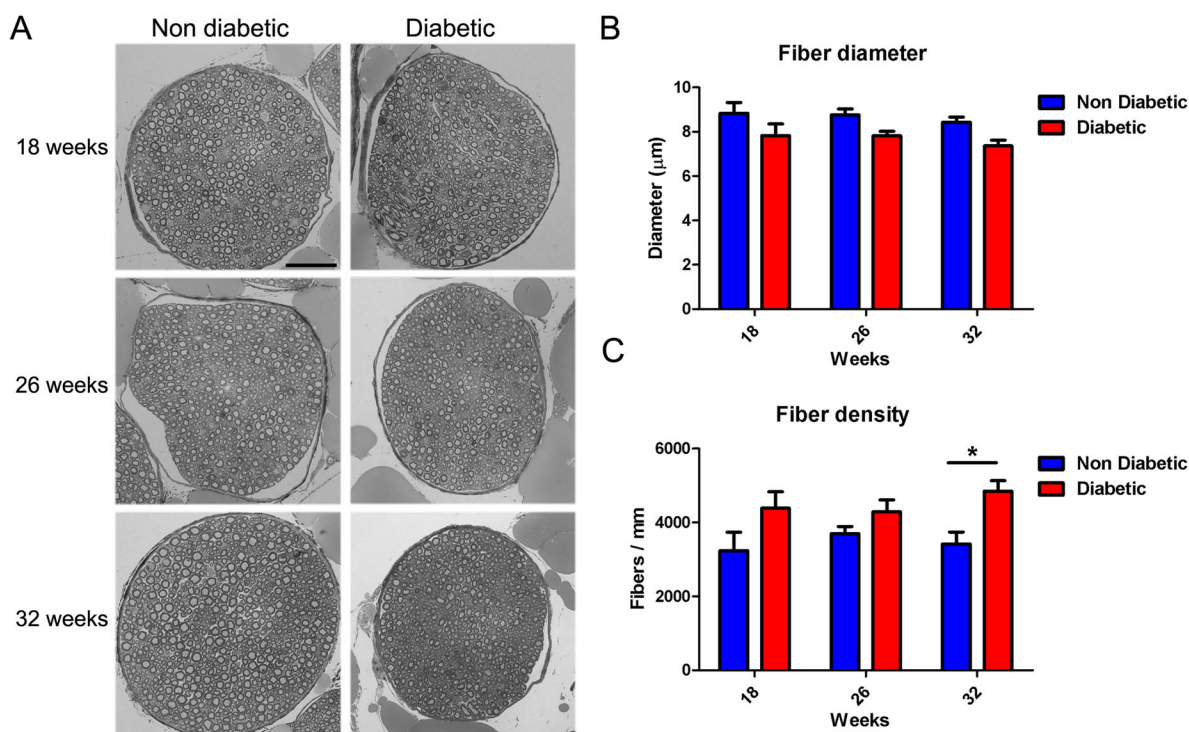 A
Non diabetic
Diabetic
18 weeks
26 weeks
32 weeks
B
Fiber diameter
Diameter (μm)
10
8
6
4
2
0
18
26
32
Weeks
Non Diabetic
Diabetic
C
Fiber density
Fibers / mm
6000
4000
2000
0
*
18
26
32
Weeks
Non Diabetic
Diabetic